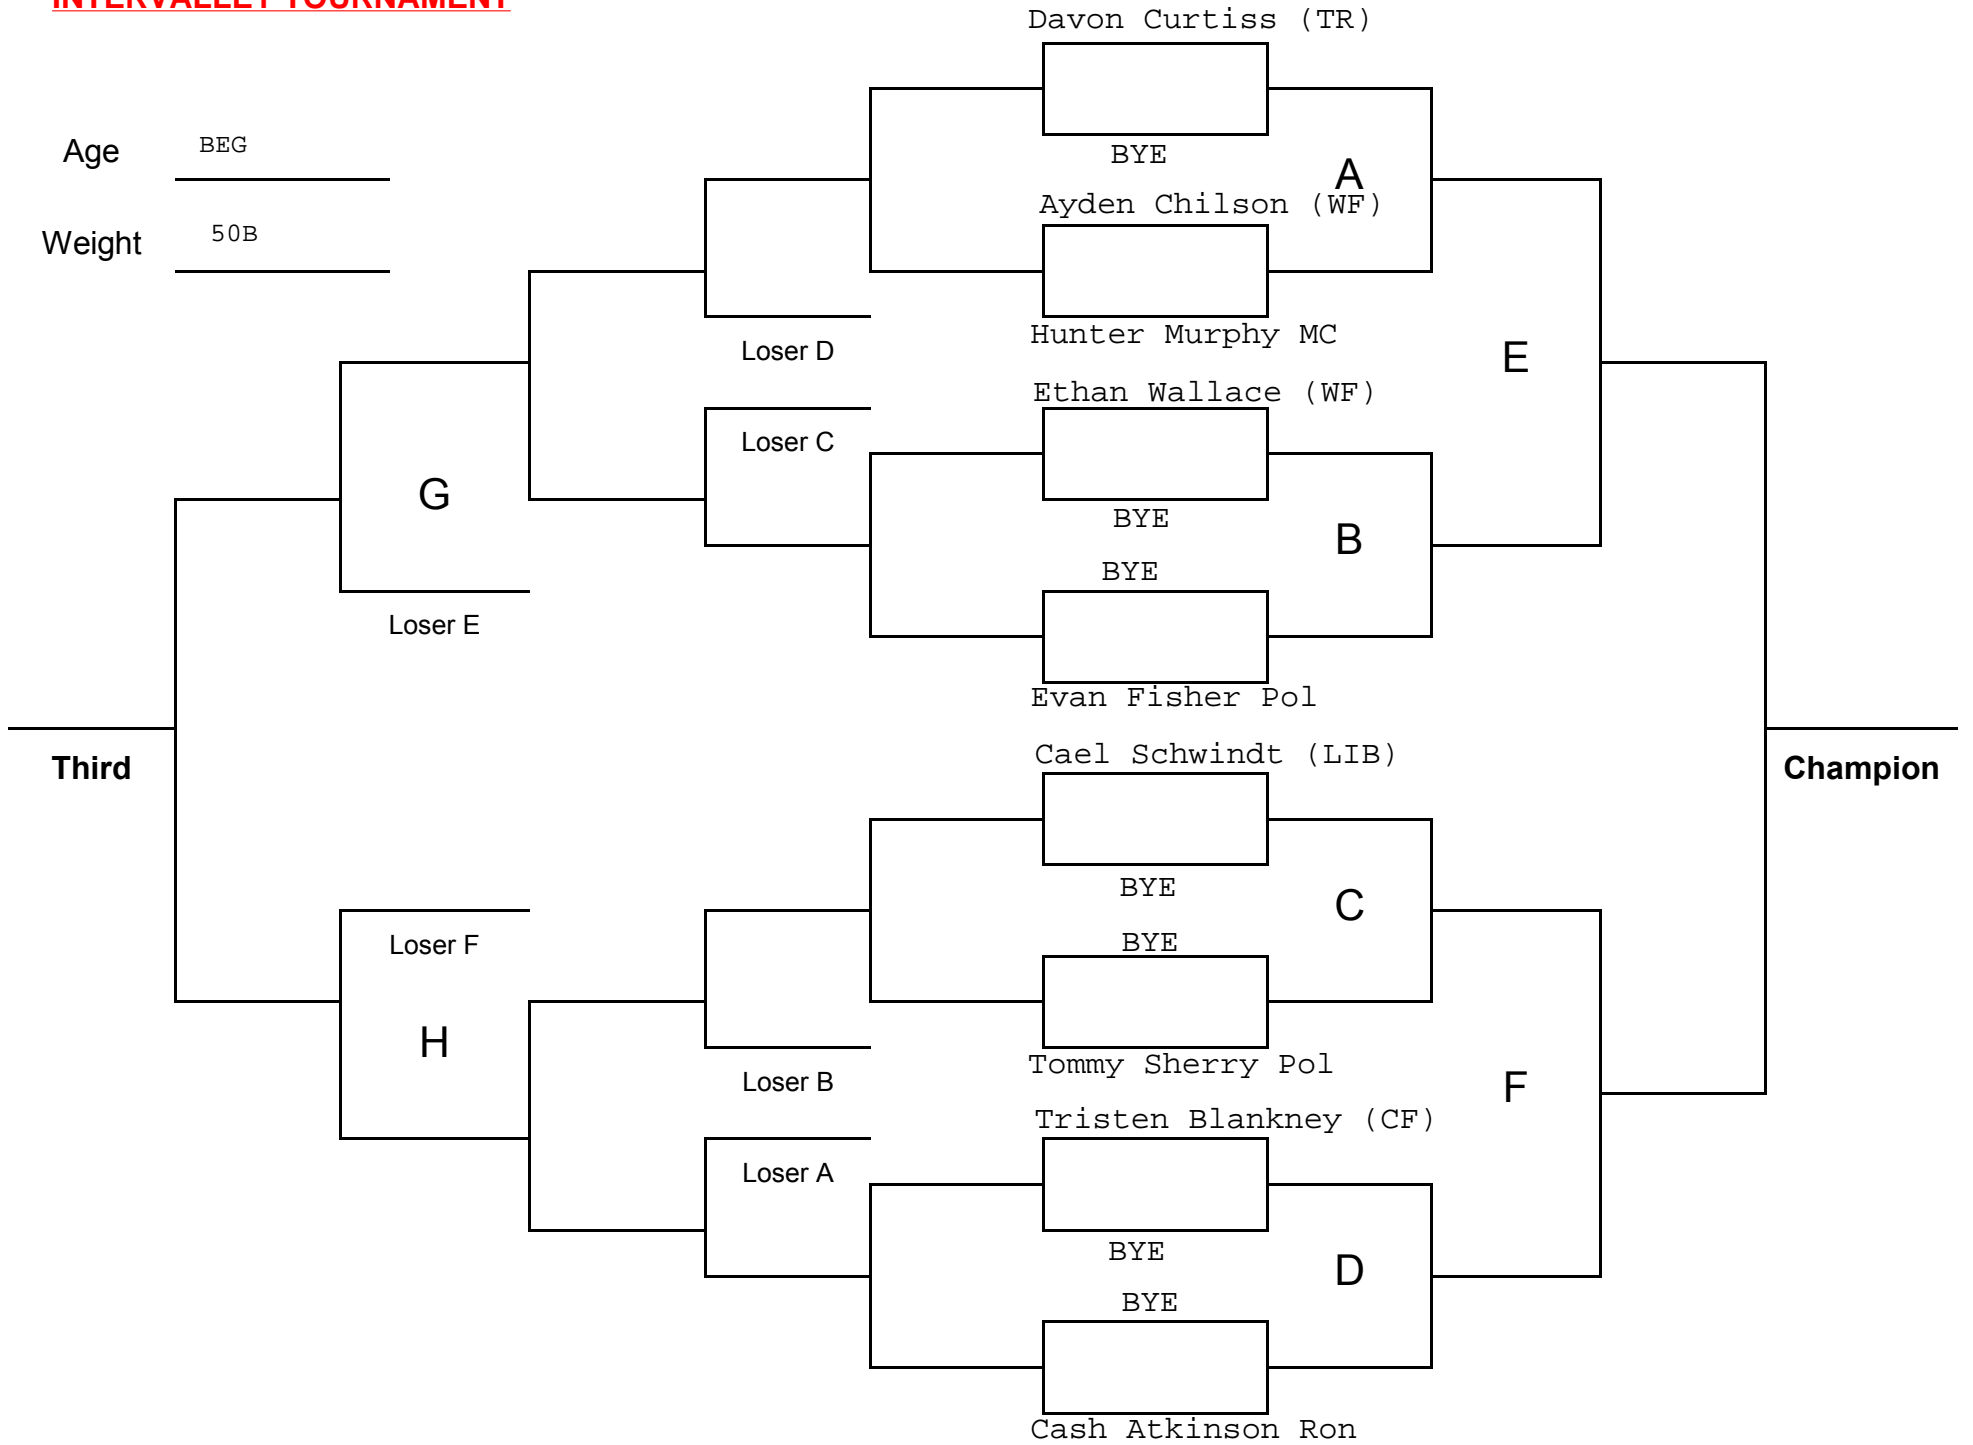 INTERVALLEY TOURNAMENT
Davon Curtiss (TR)
Age BEG
BYE
A
Ayden Chilson (WF)
Weight 50B
Hunter Murphy MC
Loser D
E
Ethan Wallace (WF)
Loser C
G
BYE
B
BYE
Loser E
Evan Fisher Pol
Cael Schwindt (LIB)
Third
Champion
BYE
C
Loser F
BYE
H
Tommy Sherry Pol
Loser B
F
Tristen Blankney (CF)
Loser A
BYE
D
BYE
Cash Atkinson Ron